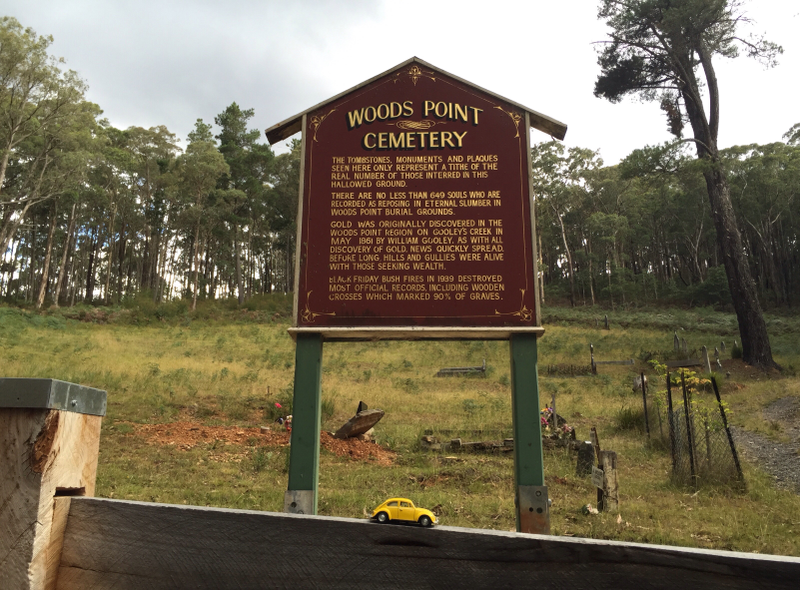 WOODS POINT
CEMETERY
THE TOMBSTONES, MONUMENTS AND PLAQUES
SEEN HERE ONLY REPRESENT A TITHE OF THE
REAL NUMBER OF THOSE INTERRED IN THIS
HALLOWED GROUND.
THERE ARE NO LESS THAN 649 SOULS WHO ARE
RECORDED AS REPOSING IN ETERNAL SLUMBER IN
WOODS POINT BURIAL GROUNDS.
GOLD WAS ORIGINALLY DISCOVERED IN THE
WOODS POINT REGION ON GOOLEY'S CREEK IN
MAY 1861 BY WILLIAM GOOLEY. AS WITH ALL
DISCOVERY OF GOLD, NEWS QUICKLY SPREAD.
BEFORE LONG, HILLS AND GULLIES WERE ALIVE
WITH THOSE SEEKING WEALTH.
BLACK FRIDAY BUSH FIRES IN 1939 DESTROYED
MOST OFFICIAL RECORDS, INCLUDING WOODEN
CROSSES WHICH MARKED 90% OF GRAVES.